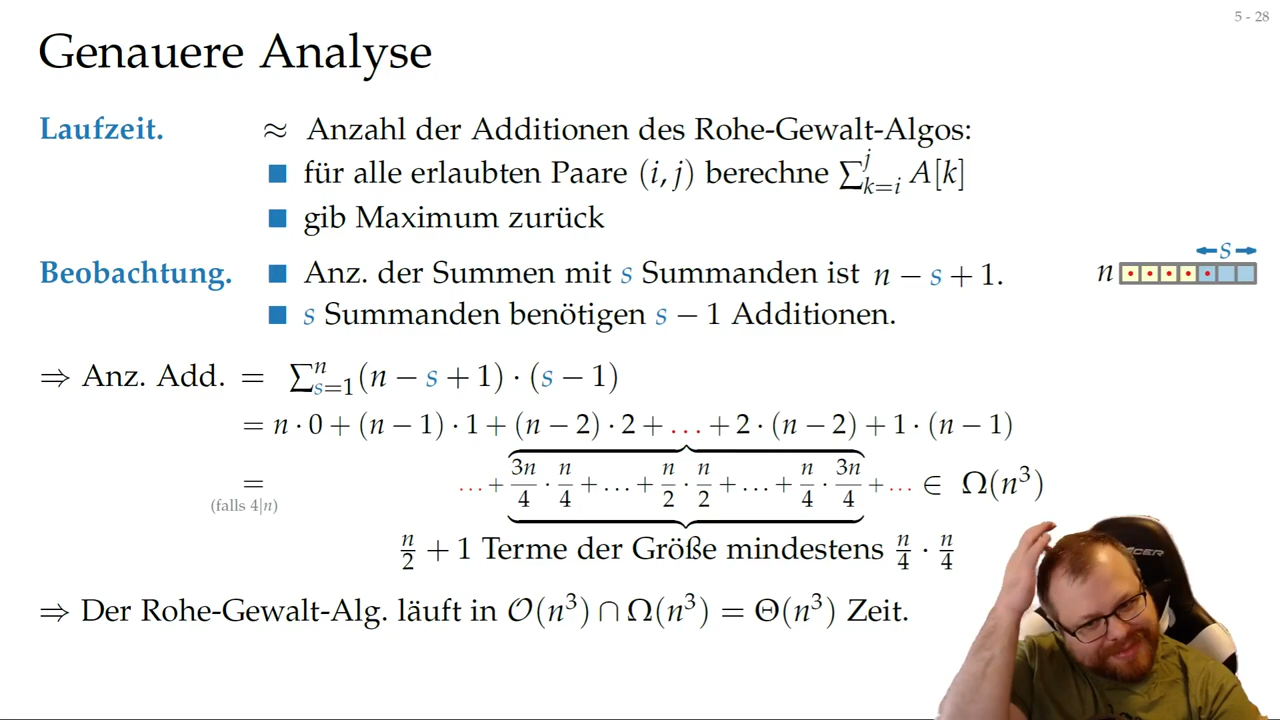 5 - 28
Genauere Analyse
Laufzeit. ≈ Anzahl der Additionen des Rohe-Gewalt-Algos:
■ für alle erlaubten Paare (i, j) berechne ∑_{k=i}^{j} A[k]
■ gib Maximum zurück
Beobachtung. ■ Anz. der Summen mit s Summanden ist n − s + 1.
■ s Summanden benötigen s − 1 Additionen.
n s
⇒ Anz. Add. = ∑_{s=1}^{n} (n − s + 1) · (s − 1)
= n · 0 + (n − 1) · 1 + (n − 2) · 2 + … + 2 · (n − 2) + 1 · (n − 1)
= … + 3n/4 · n/4 + … + n/2 · n/2 + … + n/4 · 3n/4 + … ∈ Ω(n³)
(falls 4|n)
n/2 + 1 Terme der Größe mindestens n/4 · n/4
⇒ Der Rohe-Gewalt-Alg. läuft in O(n³) ∩ Ω(n³) = Θ(n³) Zeit.